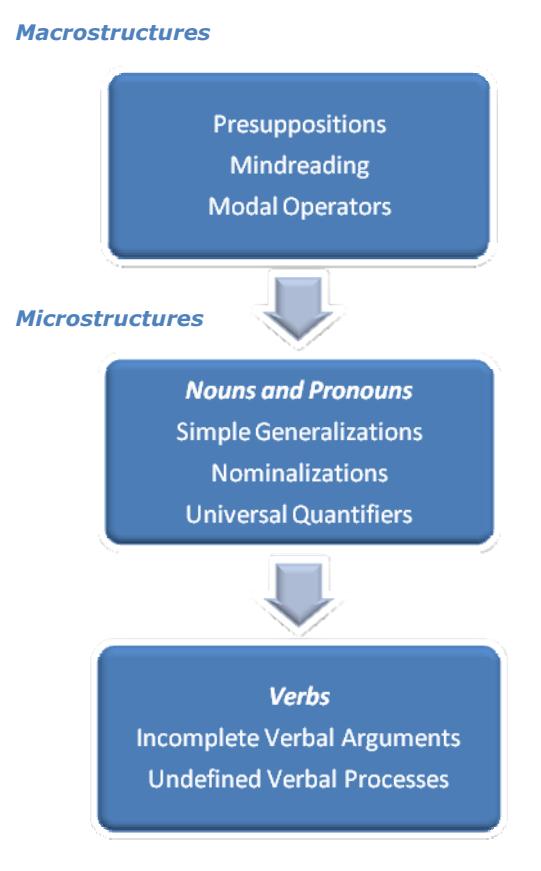 Macrostructures
Presuppositions
Mindreading
Modal Operators
Microstructures
Nouns and Pronouns
Simple Generalizations
Nominalizations
Universal Quantifiers
Verbs
Incomplete Verbal Arguments
Undefined Verbal Processes